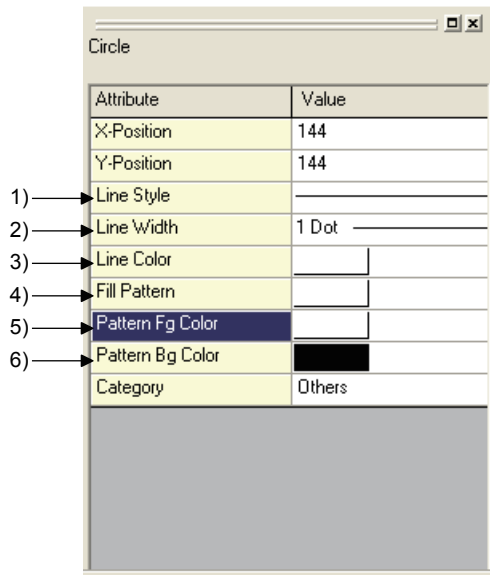 Circle
Attribute Value
X-Position 144
Y-Position 144
1) Line Style
2) Line Width 1 Dot
3) Line Color
4) Fill Pattern
5) Pattern Fg Color
6) Pattern Bg Color
Category Others